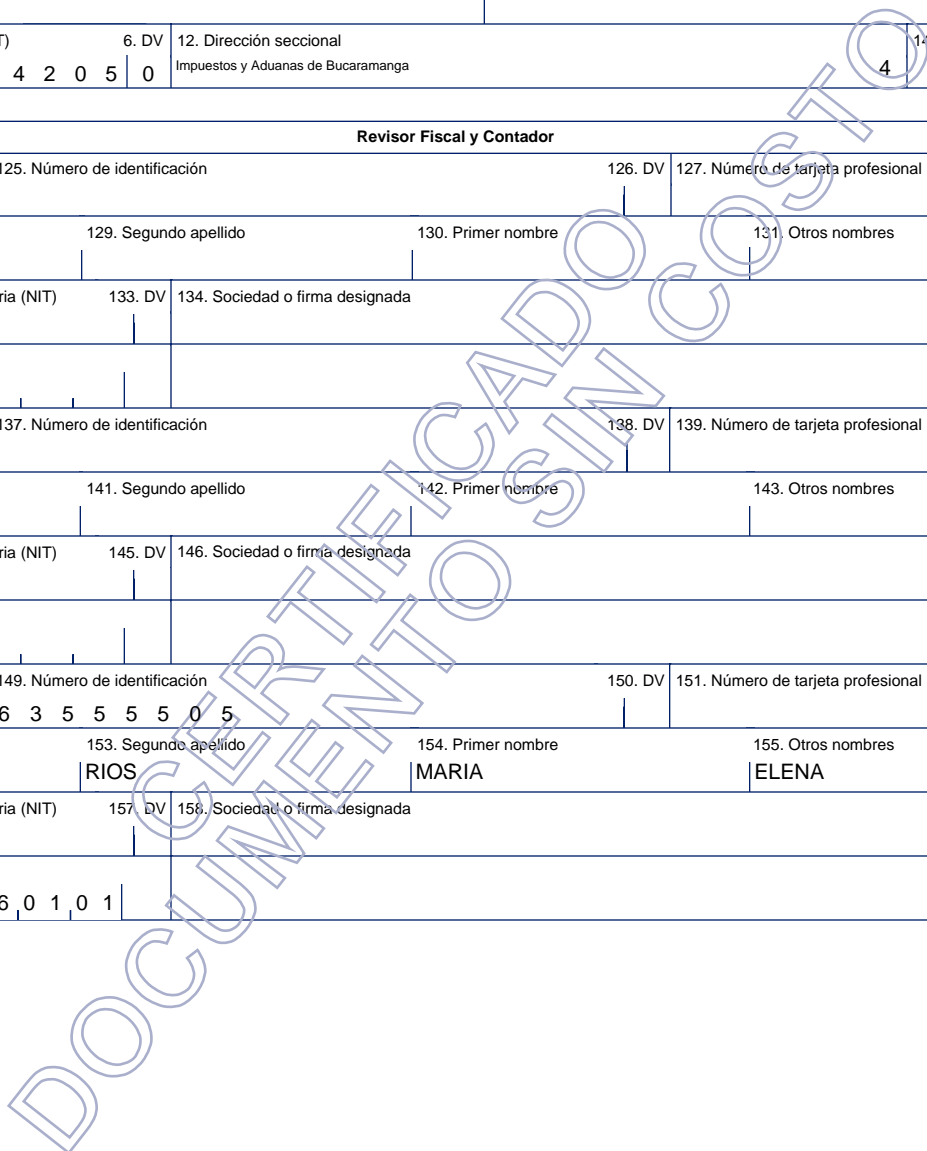 T) 6. DV 12. Dirección seccional
4 2 0 5 0 Impuestos y Aduanas de Bucaramanga 4
Revisor Fiscal y Contador
125. Número de identificación 126. DV 127. Número de tarjeta profesional
129. Segundo apellido 130. Primer nombre 131. Otros nombres
ria (NIT) 133. DV 134. Sociedad o firma designada
137. Número de identificación 138. DV 139. Número de tarjeta profesional
141. Segundo apellido 142. Primer nombre 143. Otros nombres
ria (NIT) 145. DV 146. Sociedad o firma designada
149. Número de identificación 150. DV 151. Número de tarjeta profesional
6 3 5 5 5 5 0 5
153. Segundo apellido 154. Primer nombre 155. Otros nombres
RIOS MARIA ELENA
ria (NIT) 157. DV 158. Sociedad o firma designada
6 0 1 0 1
CERTIFICADO
DOCUMENTO SIN COSTO